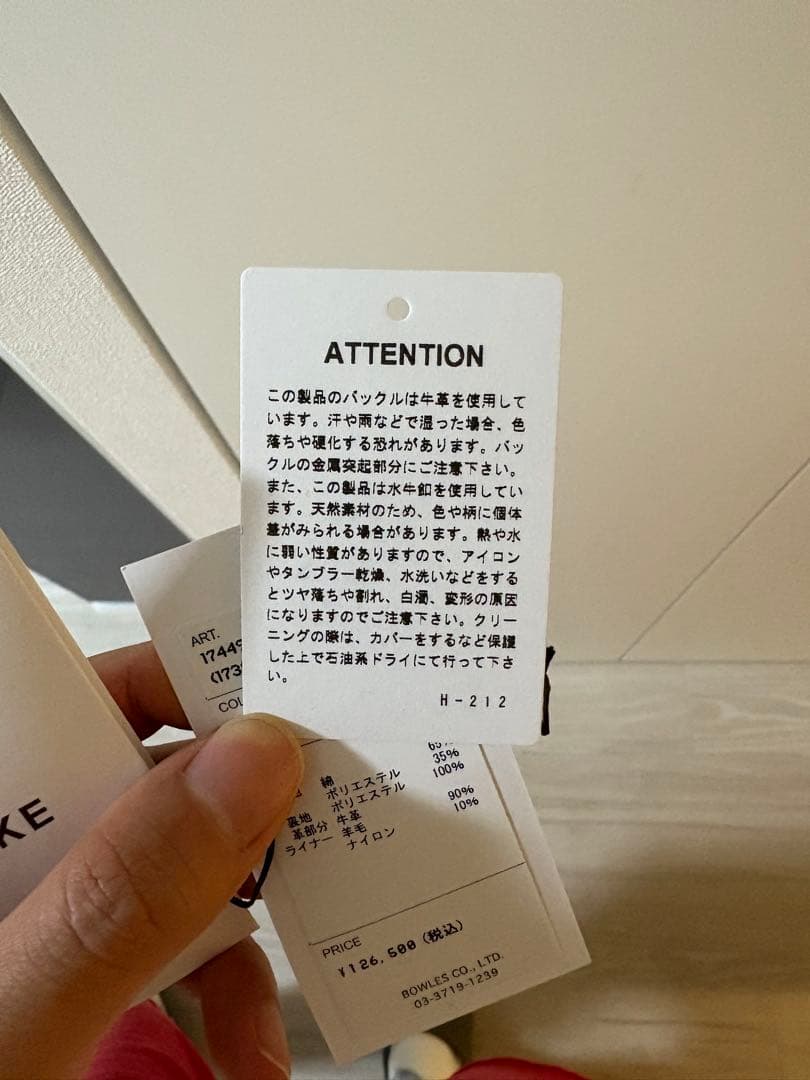 ATTENTION
この製品のバックルは牛革を使用して
います。汗や雨などで湿った場合、色
落ちや硬化する恐れがあります。バッ
クルの金属突起部分にご注意下さい。
また、この製品は水牛釦を使用してい
ます。天然素材のため、色や柄に個体
差がみられる場合があります。熱や水
に弱い性質がありますので、アイロン
やタンブラー乾燥、水洗いなどをする
とツヤ落ちや割れ、白濁、変形の原因
になりますのでご注意下さい。クリー
ニングの際は、カバーをするなど保護
した上で石油系ドライにて行って下さ
い。
H-212
ART.
1744
(173
COL
綿
35%
ポリエステル
100%
裏地 ポリエステル
革部分 牛革
90%
ライナー 羊毛
10%
ナイロン
PRICE
¥126,500(税込)
BOWLES CO., LTD.
03-3719-1239
KE